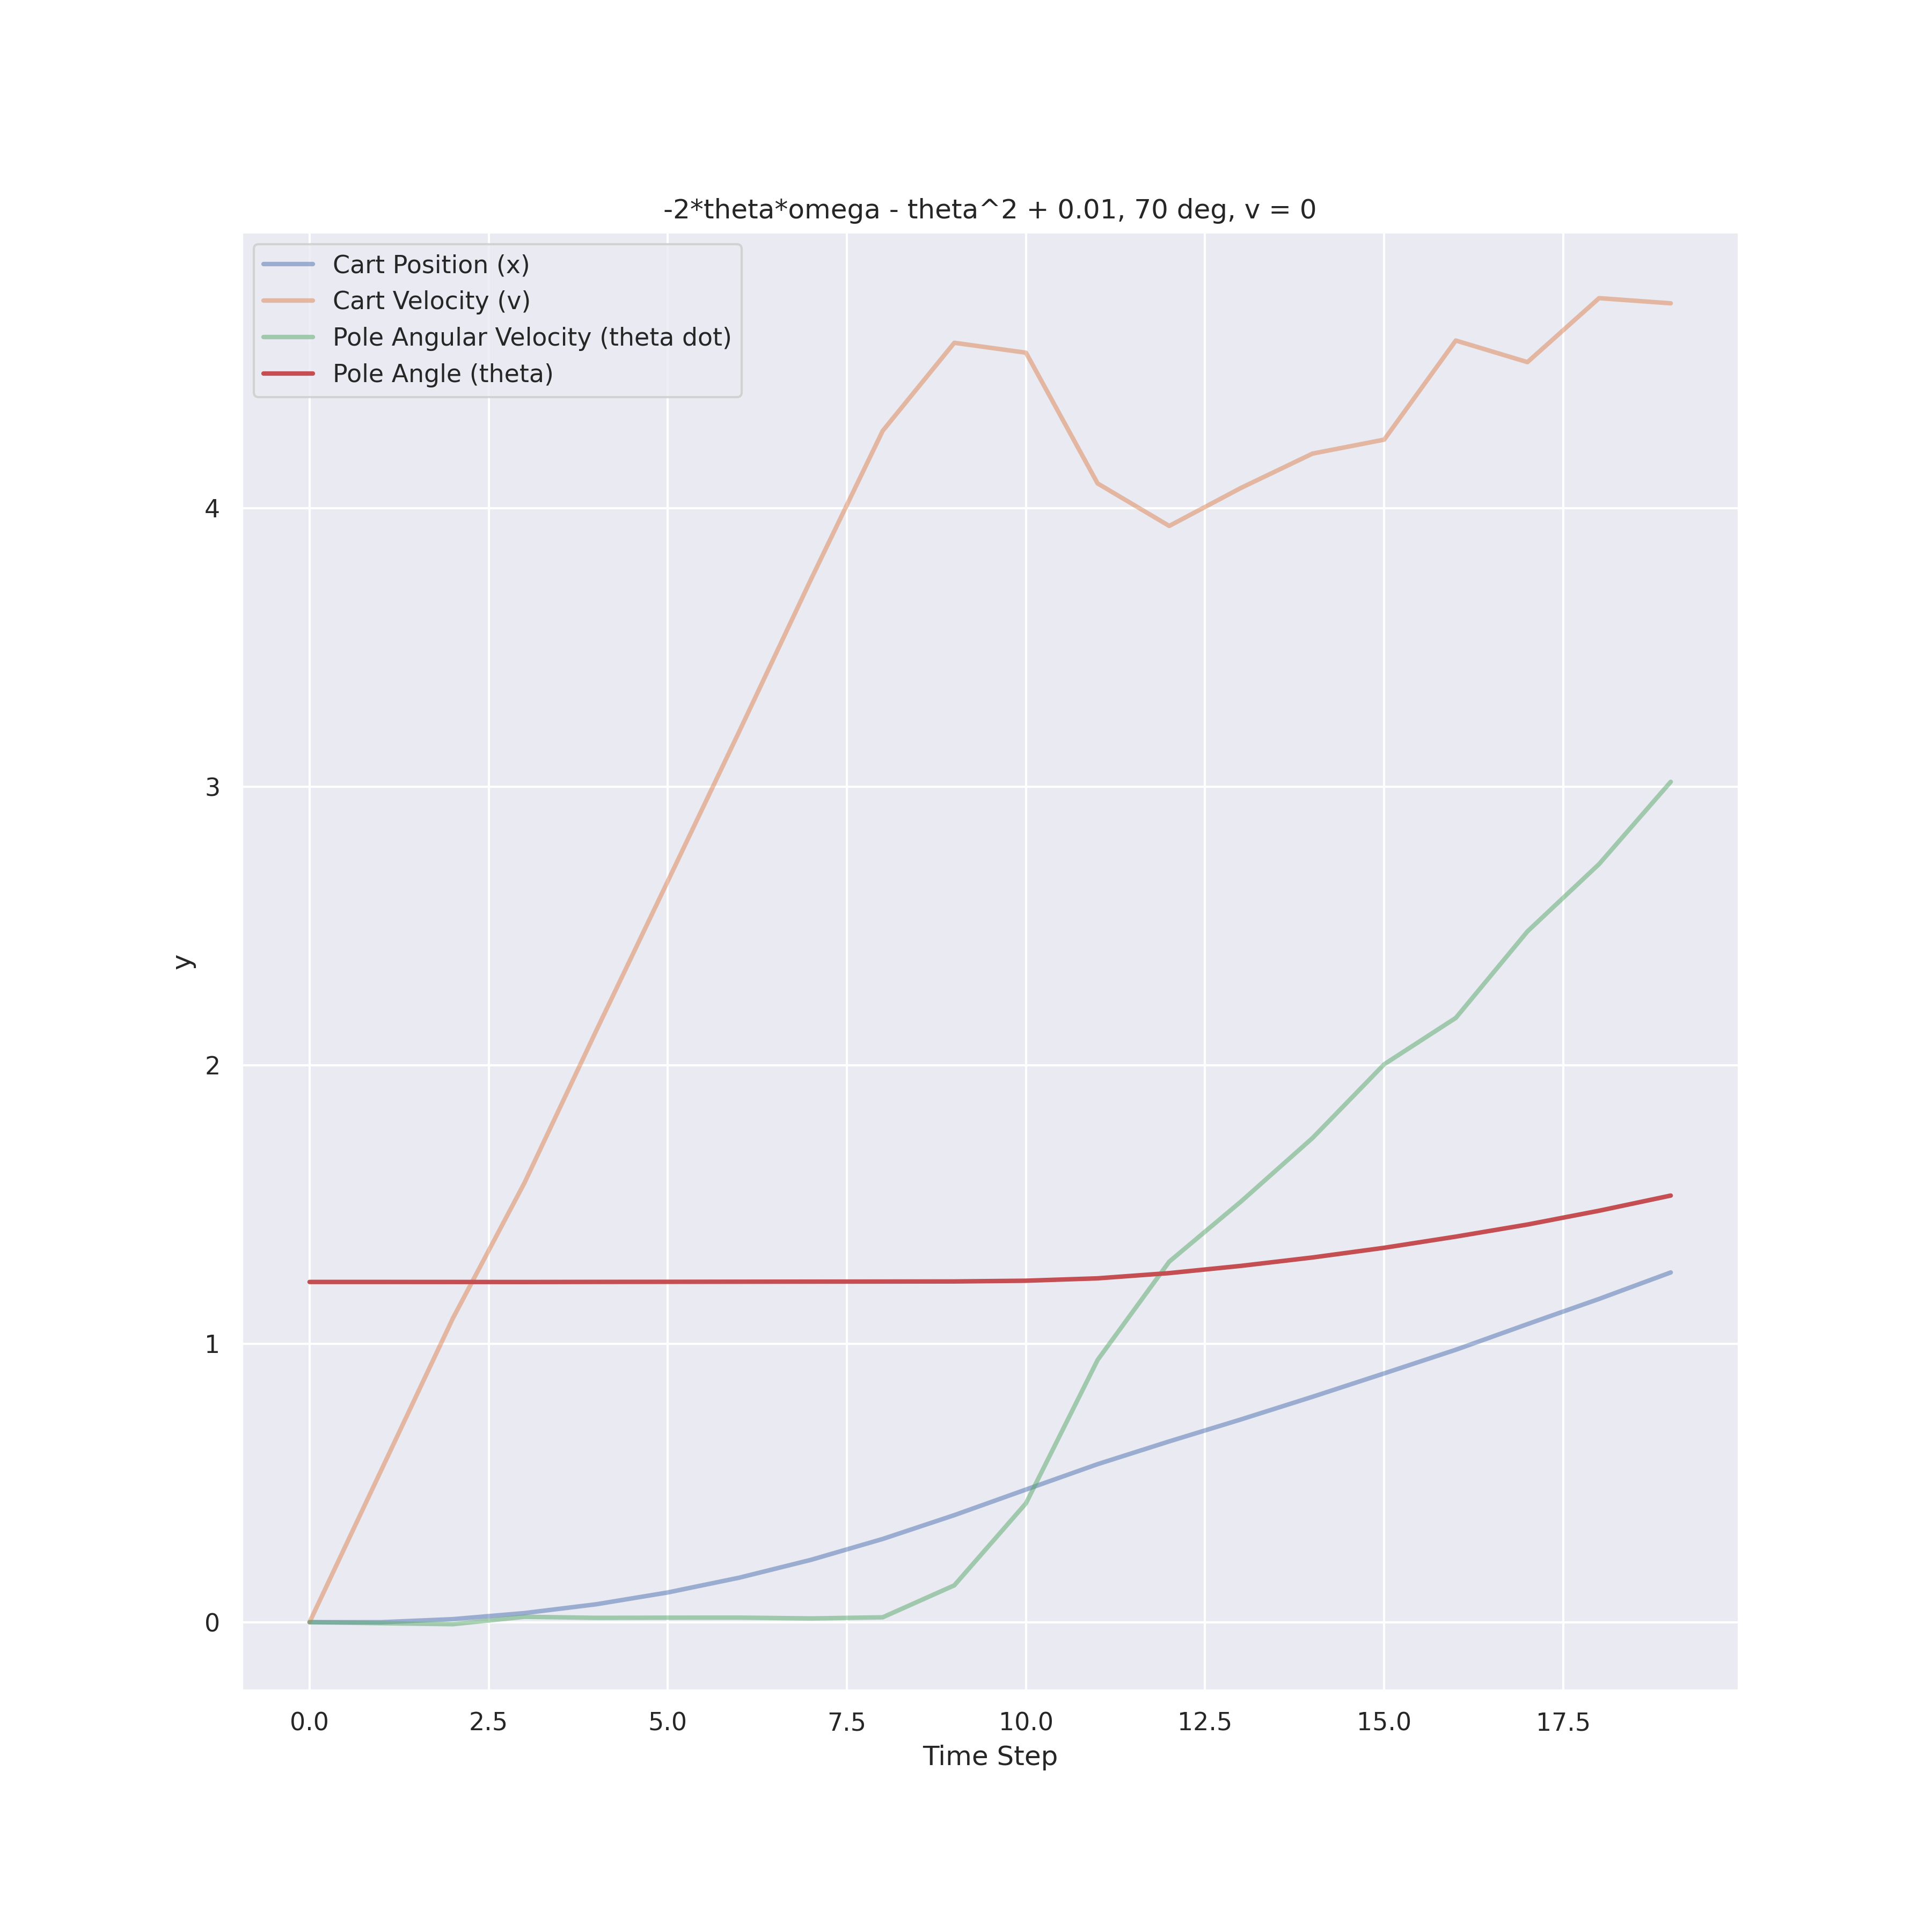 -2*theta*omega - theta^2 + 0.01, 70 deg, v = 0
Cart Position (x)
Cart Velocity (v)
Pole Angular Velocity (theta dot)
Pole Angle (theta)
4
3
2
1
0
y
0.0 2.5 5.0 7.5 10.0 12.5 15.0 17.5
Time Step